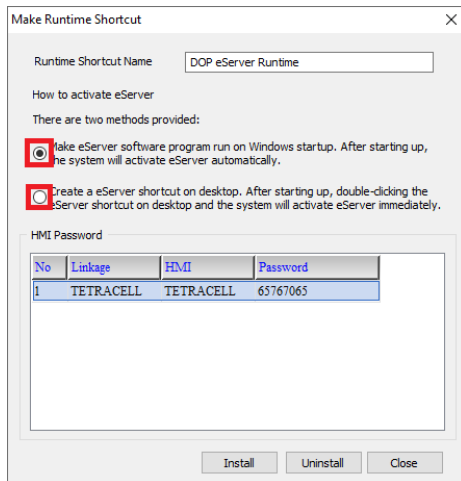 Make Runtime Shortcut
Runtime Shortcut Name DOP eServer Runtime
How to activate eServer
There are two methods provided:
Make eServer software program run on Windows startup. After starting up,
the system will activate eServer automatically.
Create a eServer shortcut on desktop. After starting up, double-clicking the
eServer shortcut on desktop and the system will activate eServer immediately.
HMI Password
No Linkage HMI Password
1 TETRACELL TETRACELL 65767065
Install Uninstall Close